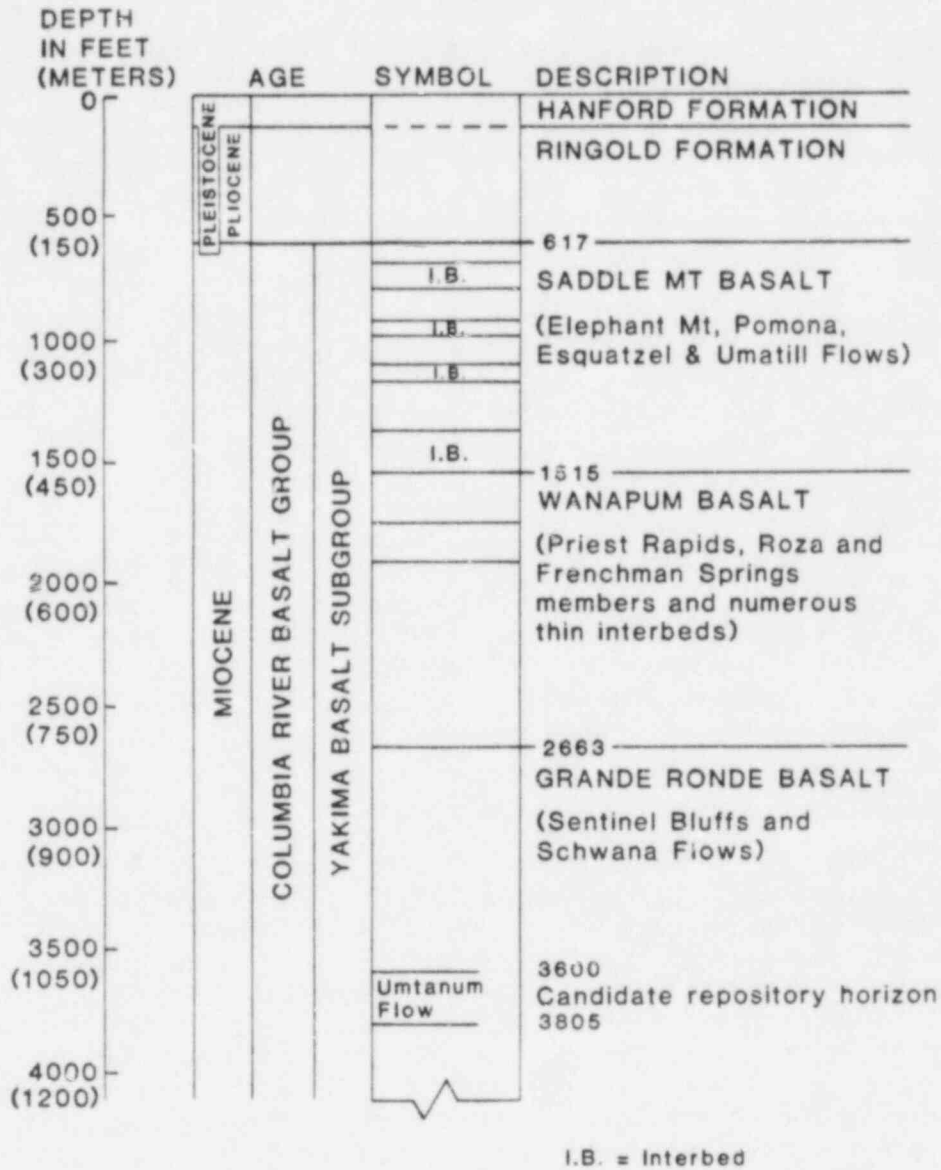 DEPTH
IN FEET
(METERS)
AGE
SYMBOL
DESCRIPTION
0
HANFORD FORMATION
PLEISTOCENE
PLIOCENE
RINGOLD FORMATION
500
(150)
617
I.B.
SADDLE MT BASALT
1000
(300)
I.B.
(Elephant Mt, Pomona,
Esquatzel & Umatill Flows)
I.B.
1500
(450)
I.B.
1515
WANAPUM BASALT
(Priest Rapids, Roza and
Frenchman Springs
members and numerous
thin interbeds)
2000
(600)
MIOCENE
COLUMBIA RIVER BASALT GROUP
YAKIMA BASALT SUBGROUP
2500
(750)
2663
GRANDE RONDE BASALT
(Sentinel Bluffs and
Schwana Flows)
3000
(900)
3500
(1050)
Umtanum
Flow
3600
Candidate repository horizon
3805
4000
(1200)
I.B. = Interbed